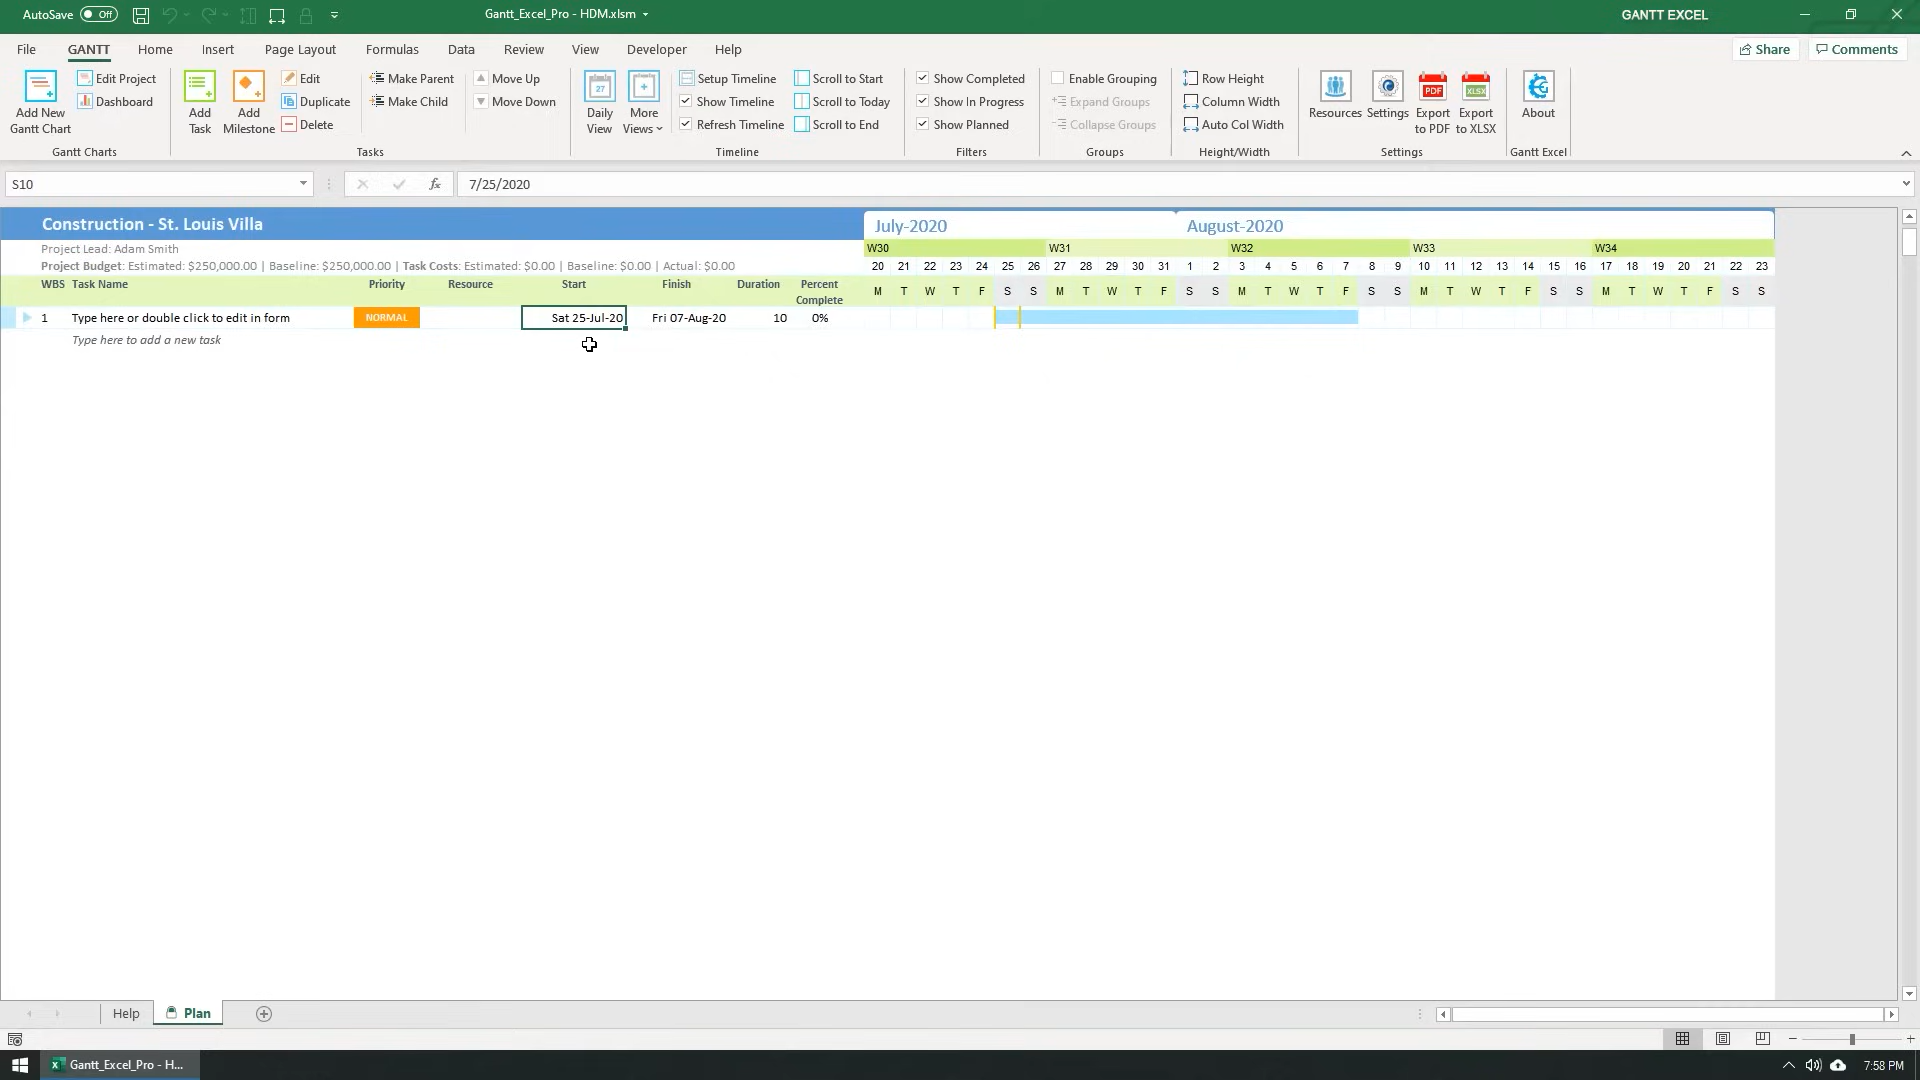 AutoSave Off Gantt_Excel_Pro - HDM.xlsm GANTT EXCEL
File GANTT Home Insert Page Layout Formulas Data Review View Developer Help Share Comments
Add New Gantt Chart
Edit Project
Dashboard
Gantt Charts
Add Task
Add Milestone
Edit
Duplicate
Delete
Make Parent
Make Child
Move Up
Move Down
Tasks
Daily View
27
More Views
Setup Timeline
Show Timeline
Refresh Timeline
Scroll to Start
Scroll to Today
Scroll to End
Timeline
Show Completed
Show In Progress
Show Planned
Filters
Enable Grouping
Expand Groups
Collapse Groups
Groups
Row Height
Column Width
Auto Col Width
Height/Width
Resources
Settings
PDF
Export to PDF
XLSX
Export to XLSX
Settings
About
Gantt Excel
S10 fx 7/25/2020
Construction - St. Louis Villa July-2020 August-2020
Project Lead: Adam Smith W30 W31 W32 W33 W34
Project Budget: Estimated: $250,000.00 | Baseline: $250,000.00 | Task Costs: Estimated: $0.00 | Baseline: $0.00 | Actual: $0.00 20 21 22 23 24 25 26 27 28 29 30 31 1 2 3 4 5 6 7 8 9 10 11 12 13 14 15 16 17 18 19 20 21 22 23
WBS Task Name Priority Resource Start Finish Duration Percent Complete M T W T F S S M T W T F S S M T W T F S S M T W T F S S M T W T F S S
1 Type here or double click to edit in form NORMAL Sat 25-Jul-20 Fri 07-Aug-20 10 0%
Type here to add a new task
Help Plan
Gantt_Excel_Pro - H... 7:58 PM